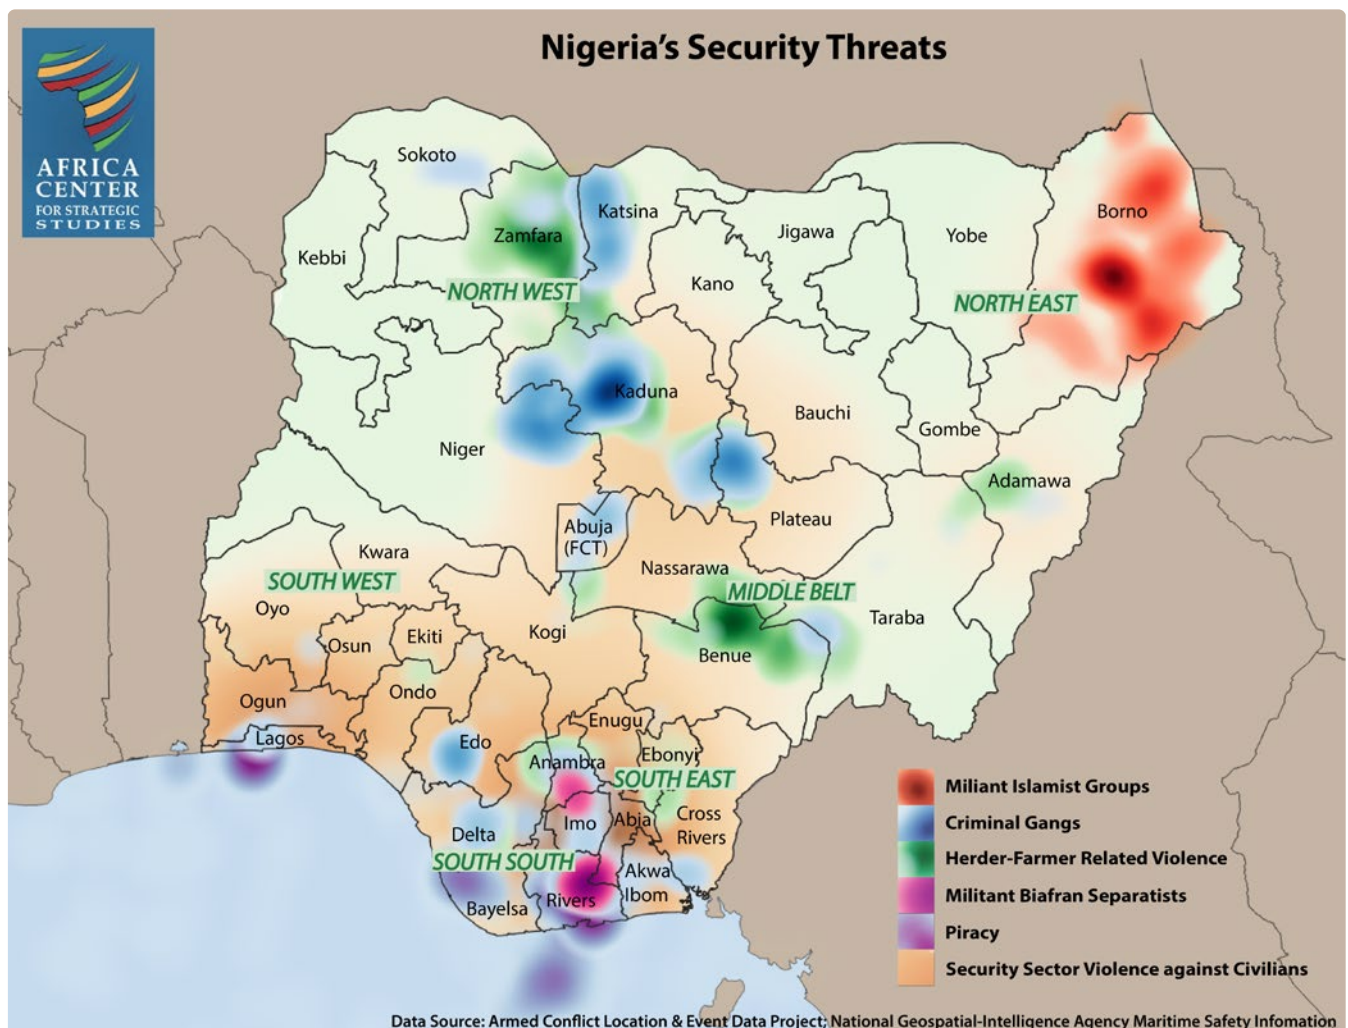 Nigeria's Security Threats
AFRICA
CENTER
FOR STRATEGIC
STUDIES
Sokoto
Katsina
Borno
Zamfara
Jigawa
Yobe
Kebbi
Kano
NORTH WEST
NORTH EAST
Kaduna
Bauchi
Gombe
Niger
Adamawa
Abuja
(FCT)
Plateau
Kwara
Nassarawa
SOUTH WEST
MIDDLE BELT
Oyo
Taraba
Kogi
Ekiti
Osun
Benue
Ondo
Ogun
Enugu
Lagos
Edo
Ebonyi
Anambra
SOUTH EAST
Cross
Rivers
Imo
Abia
Delta
SOUTH SOUTH
Akwa
Ibom
Rivers
Bayelsa
Miliant Islamist Groups
Criminal Gangs
Herder-Farmer Related Violence
Militant Biafran Separatists
Piracy
Security Sector Violence against Civilians
Data Source: Armed Conflict Location & Event Data Project; National Geospatial-Intelligence Agency Maritime Safety Infomation